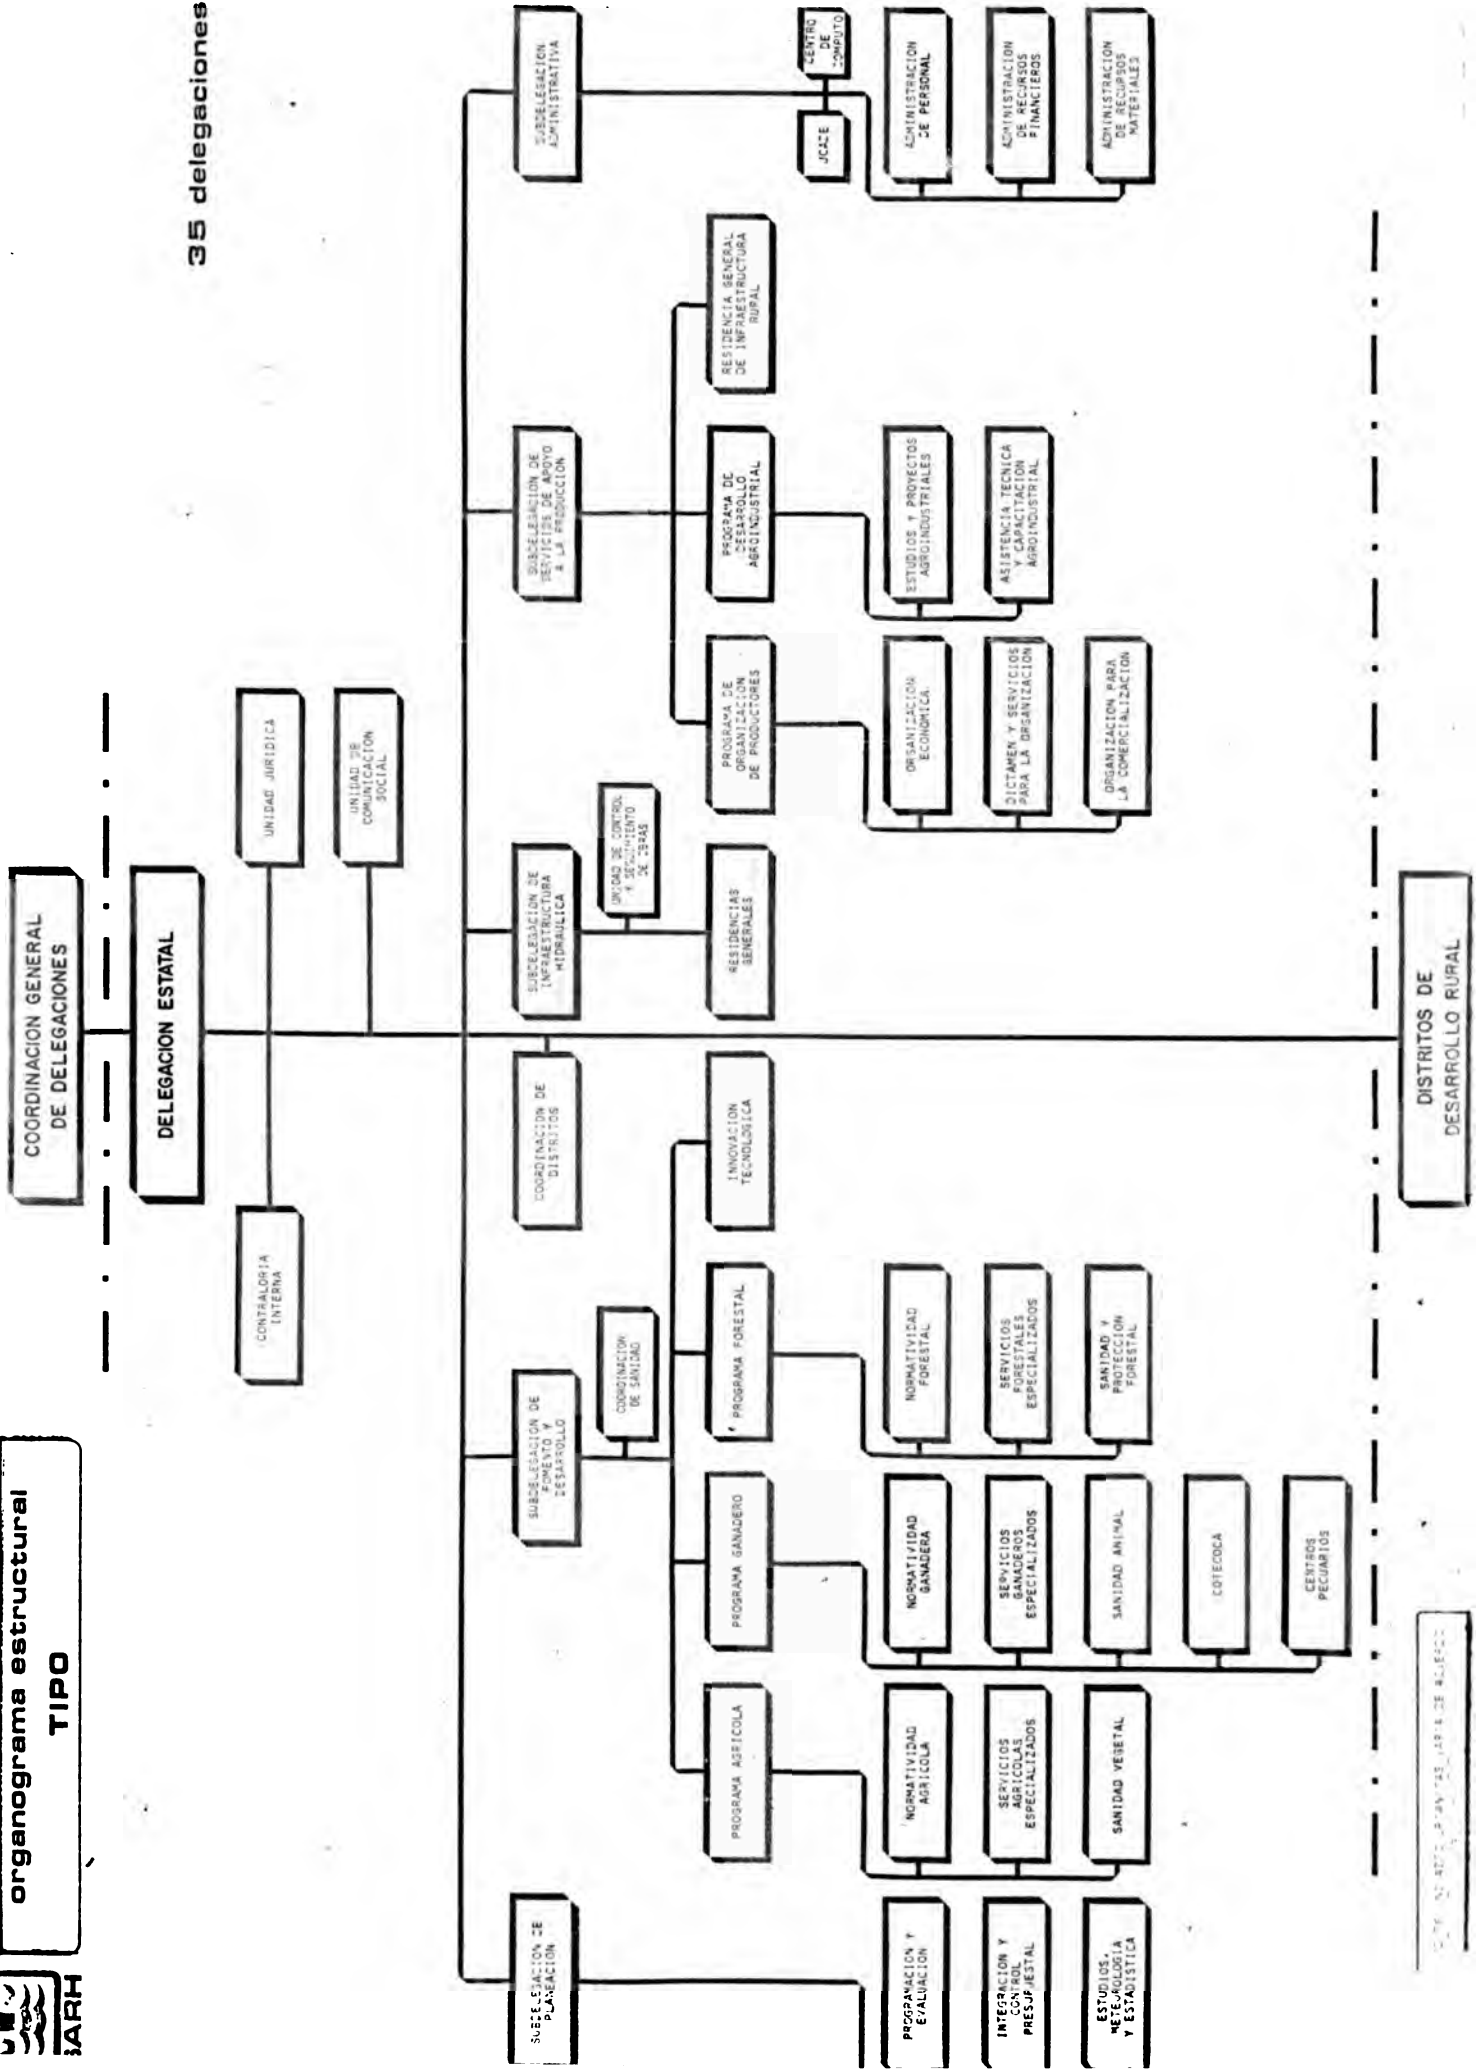 SARH
organograma estructural
TIPO
35 delegaciones
COORDINACION GENERAL
DE DELEGACIONES
DELEGACION ESTATAL
CONTRALORIA
INTERNA
UNIDAD JURIDICA
UNIDAD DE
COMUNICACION
SOCIAL
SUBDELEGACION DE
PLANEACION
SUBDELEGACION DE
FOMENTO Y
DESARROLLO
COORDINACION DE
DISTRITOS
SUBDELEGACION DE
INFRAESTRUCTURA
HIDRAULICA
SUBDELEGACION DE
SERVICIOS DE APOYO
A LA PRODUCCION
SUBDELEGACION
ADMINISTRATIVA
COORDINACION
DE SANIDAD
UNIDAD DE CONTROL
Y SEGUIMIENTO
DE OBRAS
PROGRAMA AGRICOLA
PROGRAMA GANADERO
PROGRAMA FORESTAL
INNOVACION
TECNOLOGICA
RESIDENCIAS
GENERALES
PROGRAMA DE
ORGANIZACION
DE PRODUCTORES
PROGRAMA DE
DESARROLLO
AGROINDUSTRIAL
RESIDENCIA GENERAL
DE INFRAESTRUCTURA
RURAL
UCADE
CENTRO
DE
COMPUTO
PROGRAMACION Y
EVALUACION
NORMATIVIDAD
AGRICOLA
NORMATIVIDAD
GANADERA
NORMATIVIDAD
FORESTAL
ORGANIZACION
ECONOMICA
ESTUDIOS Y PROYECTOS
AGROINDUSTRIALES
ADMINISTRACION
DE PERSONAL
INTEGRACION Y
CONTROL
PRESUPUESTAL
SERVICIOS
AGRICOLAS
ESPECIALIZADOS
SERVICIOS
GANADEROS
ESPECIALIZADOS
SERVICIOS
FORESTALES
ESPECIALIZADOS
DICTAMEN Y SERVICIOS
PARA LA ORGANIZACION
ASISTENCIA TECNICA
Y CAPACITACION
AGROINDUSTRIAL
ADMINISTRACION
DE RECURSOS
FINANCIEROS
ESTUDIOS,
METEOROLOGIA
Y ESTADISTICA
SANIDAD VEGETAL
SANIDAD ANIMAL
SANIDAD Y
PROTECCION
FORESTAL
ORGANIZACION PARA
LA COMERCIALIZACION
ADMINISTRACION
DE RECURSOS
MATERIALES
COTECOCA
CENTROS
PECUARIOS
DISTRITOS DE
DESARROLLO RURAL